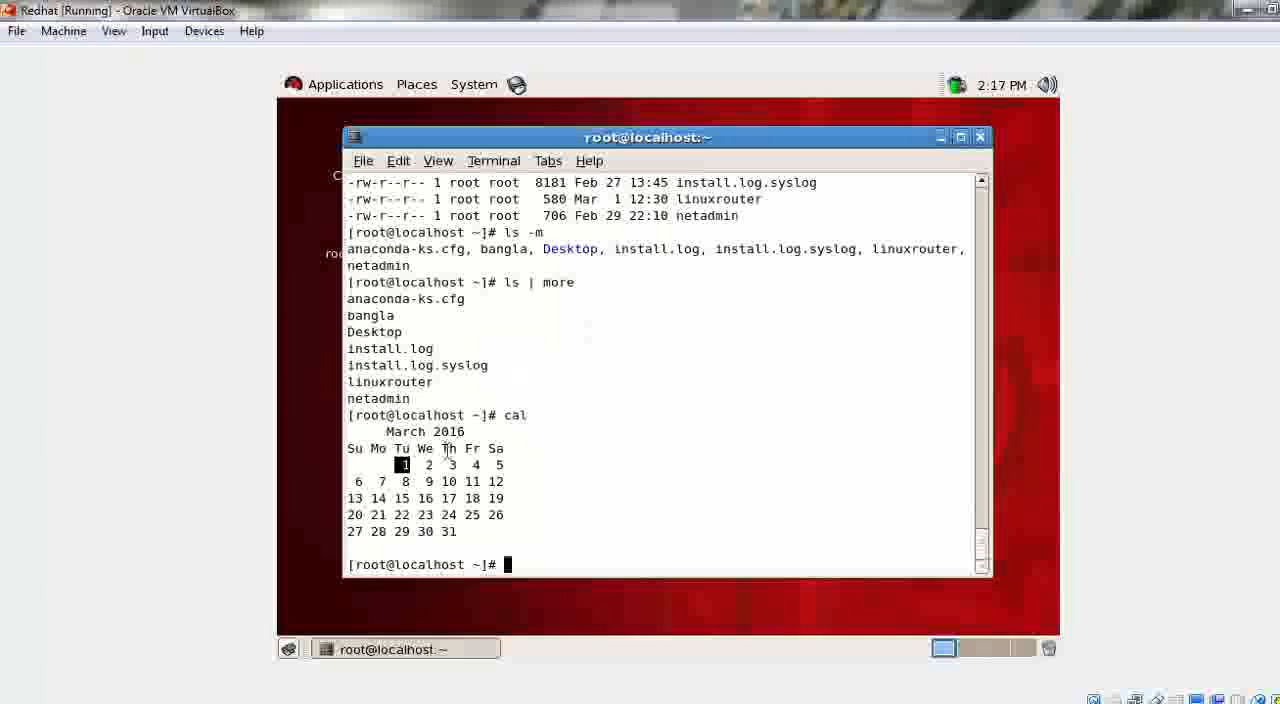 Redhat [Running] - Oracle VM VirtualBox
File Machine View Input Devices Help
Applications Places System 2:17 PM
root@localhost:~
File Edit View Terminal Tabs Help
-rw-r--r-- 1 root root 8181 Feb 27 13:45 install.log.syslog
-rw-r--r-- 1 root root 580 Mar 1 12:30 linuxrouter
-rw-r--r-- 1 root root 706 Feb 29 22:10 netadmin
[root@localhost ~]# ls -m
anaconda-ks.cfg, bangla, Desktop, install.log, install.log.syslog, linuxrouter,
netadmin
[root@localhost ~]# ls | more
anaconda-ks.cfg
bangla
Desktop
install.log
install.log.syslog
linuxrouter
netadmin
[root@localhost ~]# cal
March 2016
Su Mo Tu We Th Fr Sa
1 2 3 4 5
6 7 8 9 10 11 12
13 14 15 16 17 18 19
20 21 22 23 24 25 26
27 28 29 30 31
[root@localhost ~]#
root@localhost:~